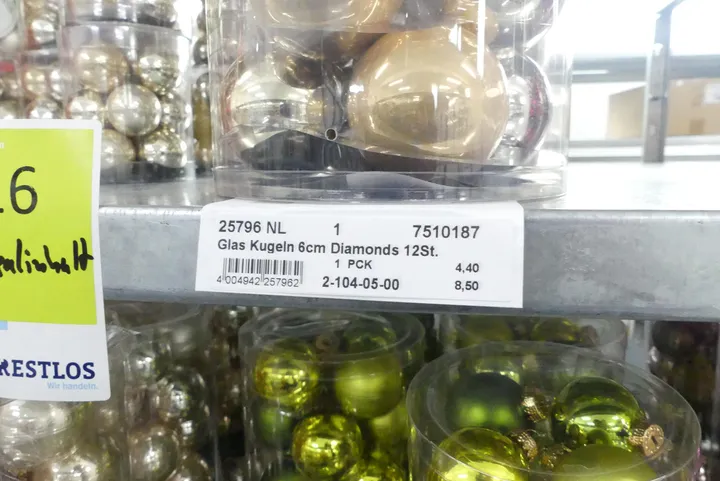 25796 NL 1 7510187
Glas Kugeln 6cm Diamonds 12St.
1 PCK 4,40
4 004942 257962 2-104-05-00 8,50
16
RESTLOS
Wir handeln.